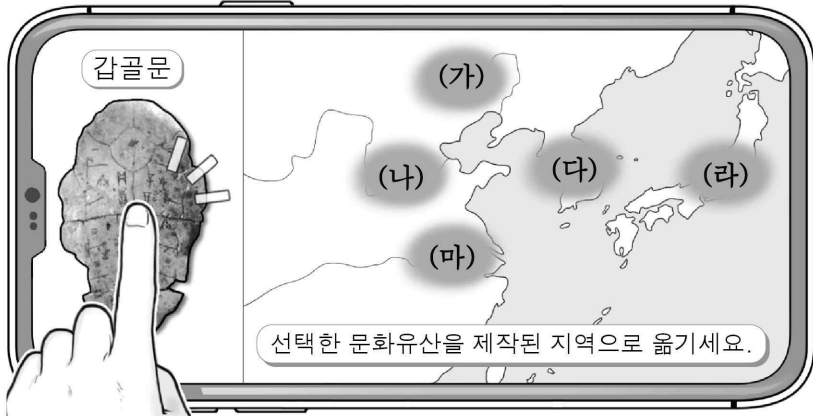 갑골문
(가)
(나)
(다)
(라)
(마)
선택한 문화유산을 제작된 지역으로 옮기세요.